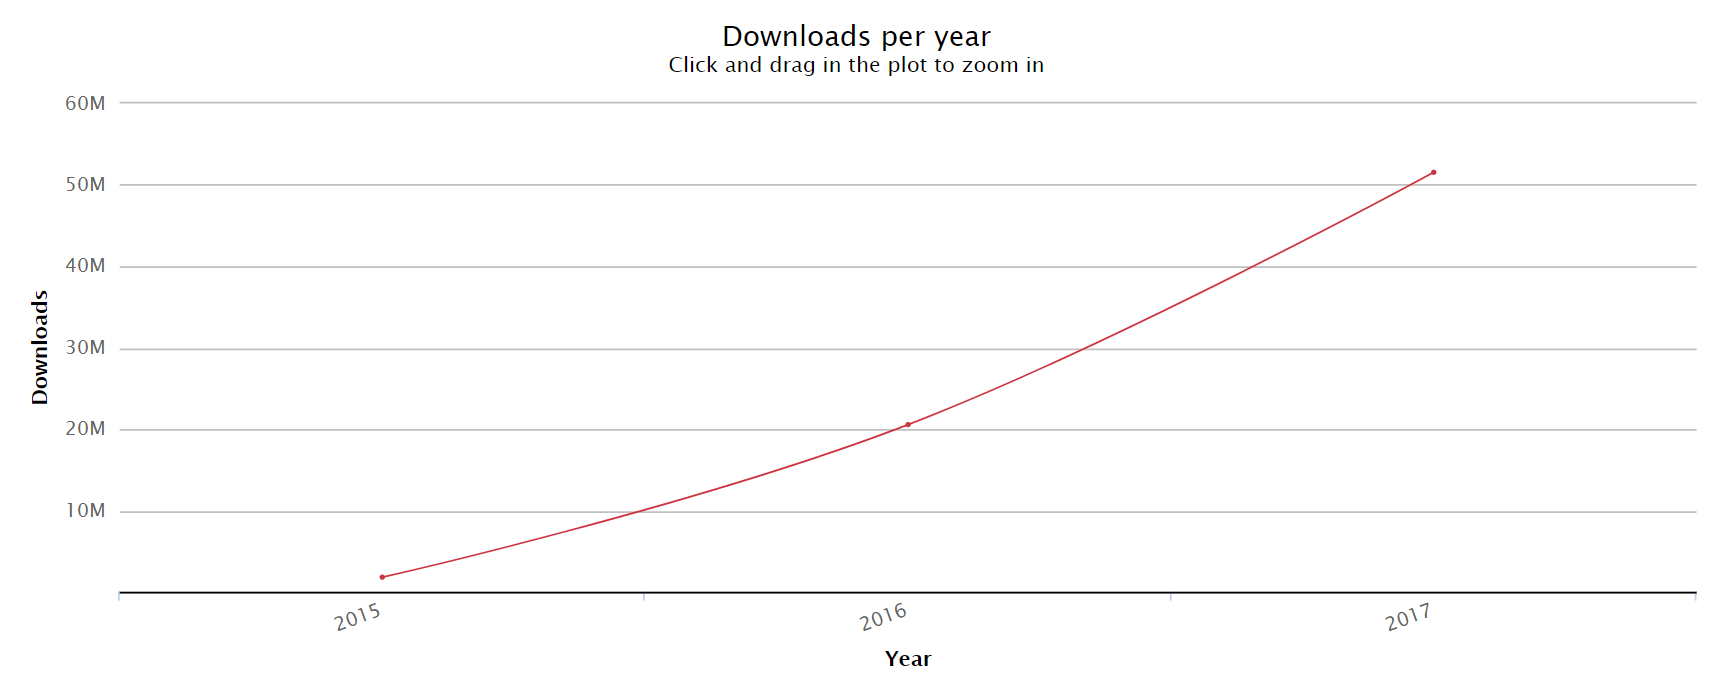 Downloads per year
Click and drag in the plot to zoom in
60M
50M
40M
30M
20M
10M
Downloads
2015
2016
2017
Year